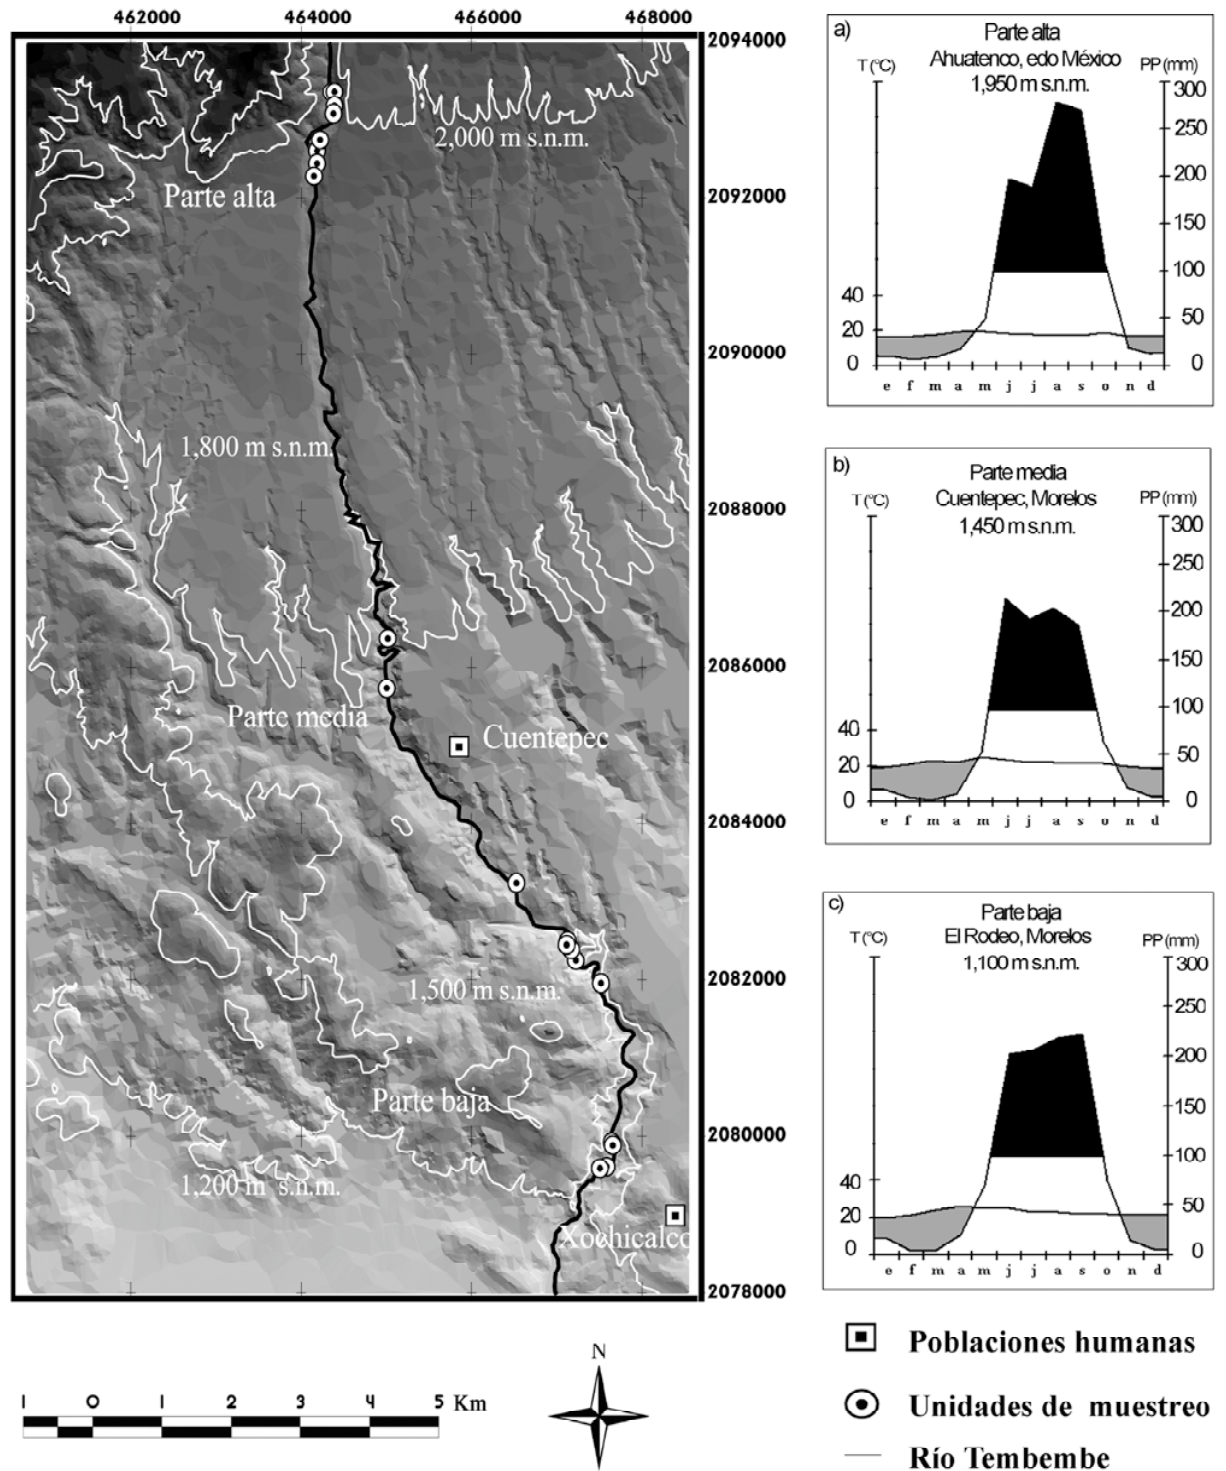 462000 464000 466000 468000
2094000
2,000 m s.n.m.
Parte alta
2092000
2090000
1,800 m s.n.m.
2088000
2086000
Parte media
Cuentepec
2084000
2082000
1,500 m s.n.m.
Parte baja
2080000
1,200 m s.n.m.
Xochicalco
2078000
1 0 1 2 3 4 5 Km
N
a)
Parte alta
Ahuatenco, edo México
1,950 m s.n.m.
T (°C)
PP (mm)
300
250
200
150
100
50
0
40
20
0
e f m a m j j a s o n d
b)
Parte media
Cuentepec, Morelos
1,450 m s.n.m.
T (°C)
PP (mm)
300
250
200
150
100
50
0
40
20
0
e f m a m j j a s o n d
c)
Parte baja
El Rodeo, Morelos
1,100 m s.n.m.
T (°C)
PP (mm)
300
250
200
150
100
50
0
40
20
0
e f m a m j j a s o n d
Poblaciones humanas
Unidades de muestreo
Río Tembembe